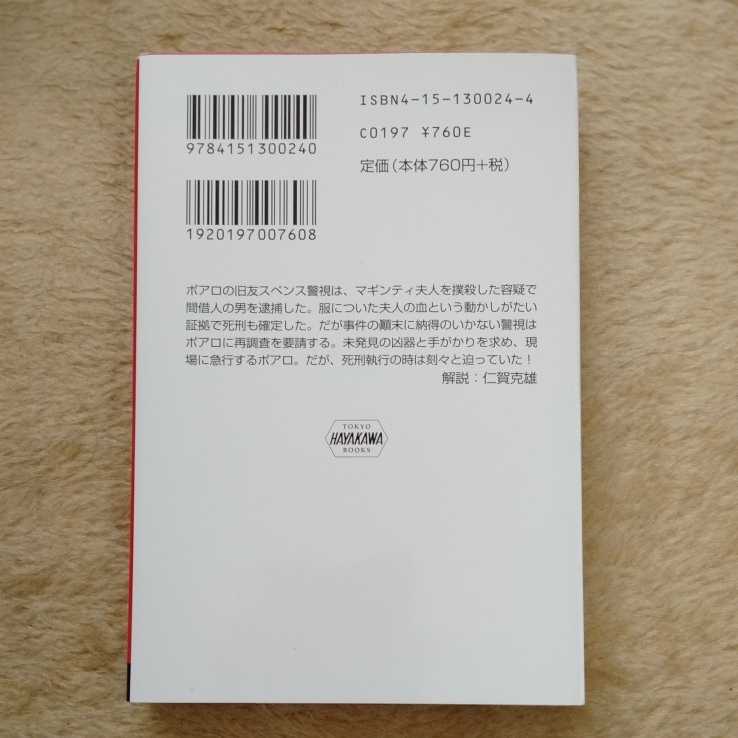 ISBN4-15-130024-4
9784151300240
C0197 ¥760E
定価(本体760円+税)
1920197007608
ポアロの旧友スペンス警視は、マギンティ夫人を撲殺した容疑で
間借人の男を逮捕した。服についた夫人の血という動かしがたい
証拠で死刑も確定した。だが事件の顛末に納得のいかない警視は
ポアロに再調査を要請する。未発見の凶器と手がかりを求め、現
場に急行するポアロ。だが、死刑執行の時は刻々と迫っていた!
解説:仁賀克雄
TOKYO
HAYAKAWA
BOOKS